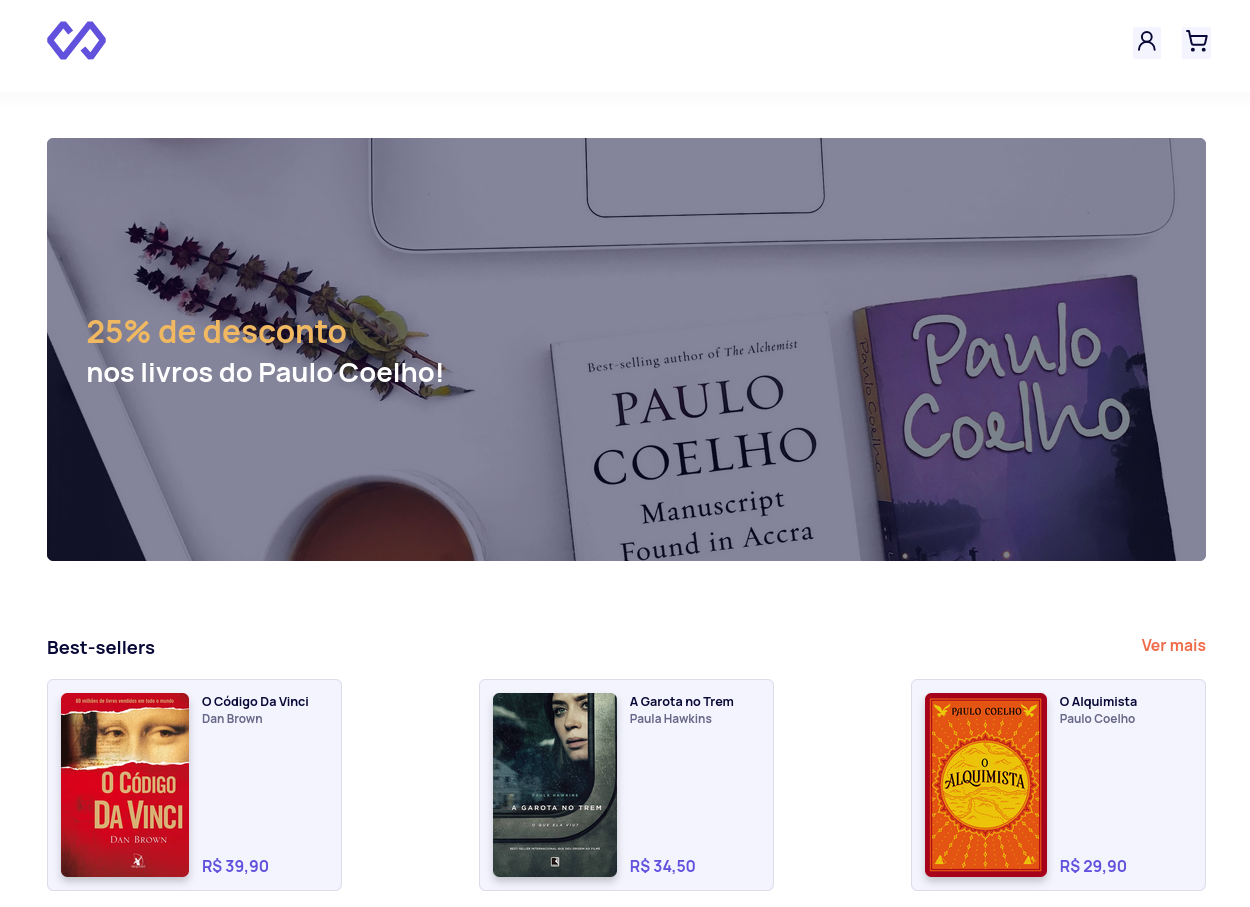 25% de desconto
nos livros do Paulo Coelho!
Best-selling author of The Alchemist
PAULO
COELHO
Manuscript
Found in Accra
Paulo
Coelho
Paulo Coelho
Best-sellers
Ver mais
80 milhões de livros vendidos em todo o mundo
O CÓDIGO
DA VINCI
DAN BROWN
O Código Da Vinci
Dan Brown
R$ 39,90
PAULA HAWKINS
A GAROTA NO TREM
O QUE ELA VIU?
A Garota no Trem
Paula Hawkins
R$ 34,50
PAULO COELHO
O
ALQUIMISTA
O Alquimista
Paulo Coelho
R$ 29,90